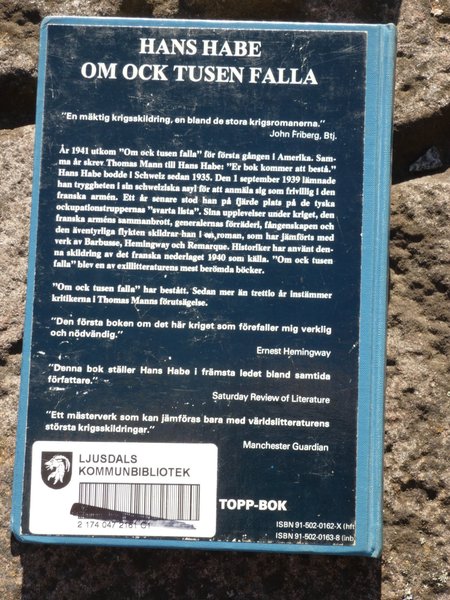 HANS HABE
OM OCK TUSEN FALLA
"En mäktig krigsskildring, en bland de stora krigsromanerna."
John Friberg, Btj.
År 1941 utkom "Om ock tusen falla" för första gången i Amerika. Sam-
ma år skrev Thomas Mann till Hans Habe: "Er bok kommer att bestå."
Hans Habe bodde i Schweiz sedan 1935. Den 1 september 1939 lämnade
han tryggheten i sin schweiziska asyl för att anmäla sig som frivillig i den
franska armén. Ett år senare stod han på fjärde plats på de tyska
ockupationstruppernas "svarta lista". Sina upplevelser under kriget, den
franska arméns sammanbrott, generalernas förräderi, fångenskapen och
den äventyrliga flykten skildrar han i en roman, som har jämförts med
verk av Barbusse, Hemingway och Remarque. Historiker har använt den-
na skildring av det franska nederlaget 1940 som källa. "Om ock tusen
falla" blev en av exillitteraturens mest berömda böcker.
"Om ock tusen falla" har bestått. Sedan mer än trettio år instämmer
kritikerna i Thomas Manns förutsägelse.
"Den första boken om det här kriget som förefaller mig verklig
och nödvändig."
Ernest Hemingway
"Denna bok ställer Hans Habe i främsta ledet bland samtida
författare."
Saturday Review of Literature
"Ett mästerverk som kan jämföras bara med världslitteraturens
största krigsskildringar."
Manchester Guardian
LJUSDALS
KOMMUNBIBLIOTEK
2 174 047 2181 01
TOPP-BOK
ISBN 91-502-0162-X (hft
ISBN 91-502-0163-8 (inb